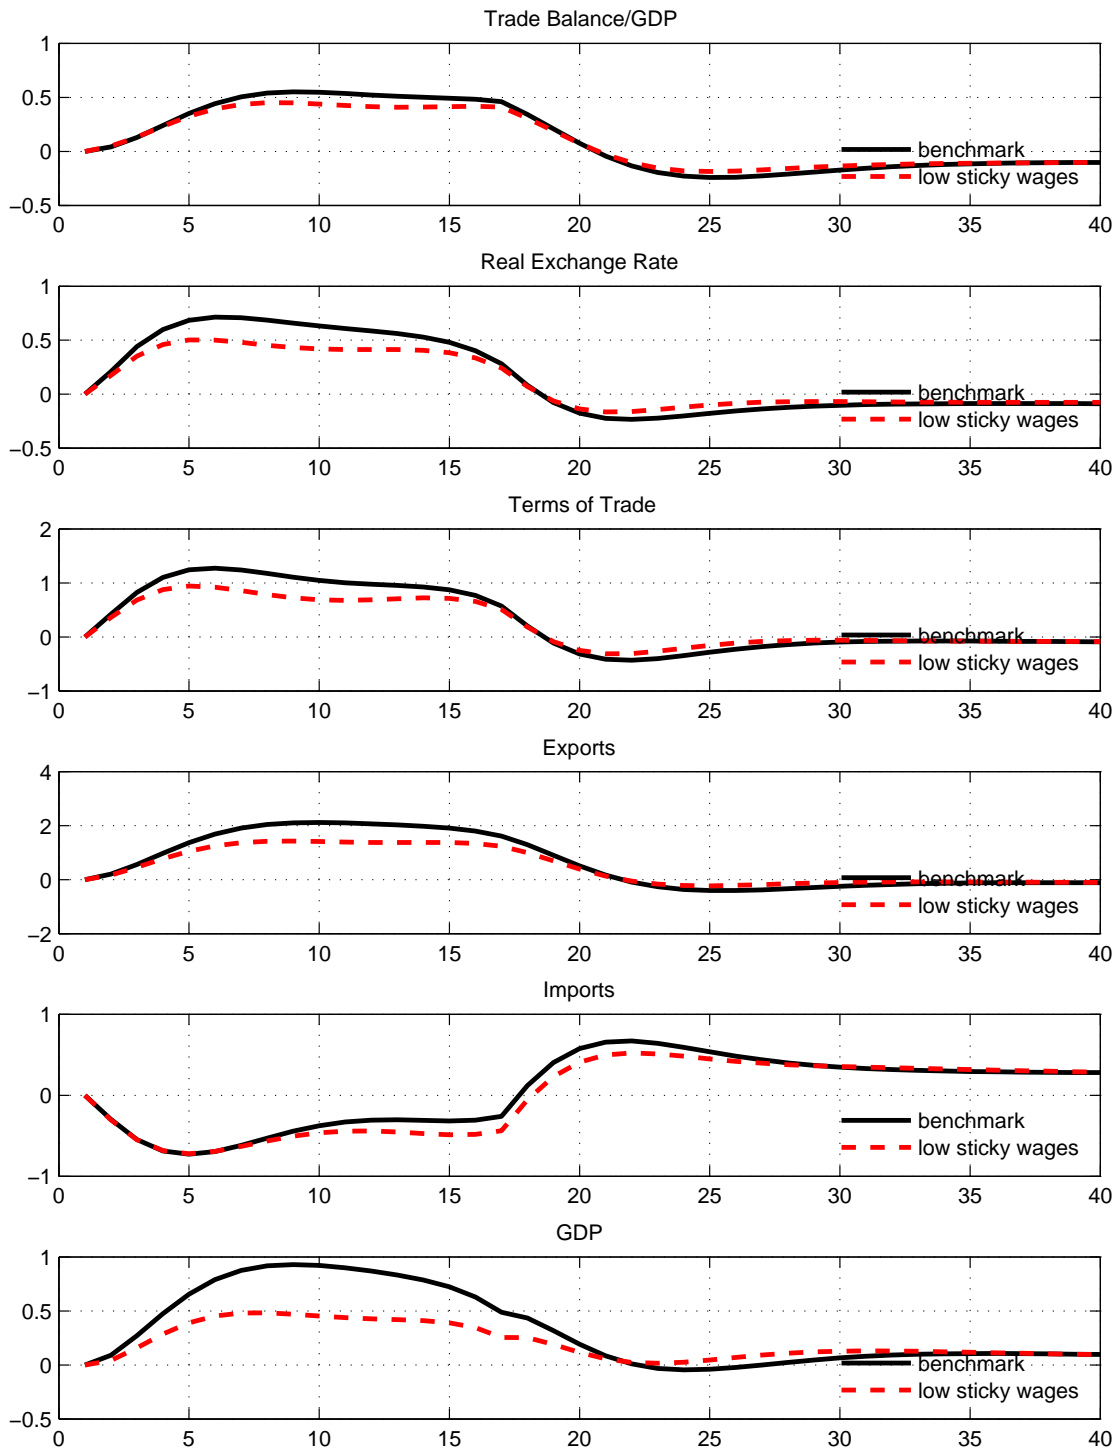 Trade Balance/GDP
1
0.5
0
−0.5
benchmark
low sticky wages
0 5 10 15 20 25 30 35 40
Real Exchange Rate
1
0.5
0
−0.5
benchmark
low sticky wages
0 5 10 15 20 25 30 35 40
Terms of Trade
2
1
0
−1
benchmark
low sticky wages
0 5 10 15 20 25 30 35 40
Exports
4
2
0
−2
benchmark
low sticky wages
0 5 10 15 20 25 30 35 40
Imports
1
0
−1
benchmark
low sticky wages
0 5 10 15 20 25 30 35 40
GDP
1
0.5
0
−0.5
benchmark
low sticky wages
0 5 10 15 20 25 30 35 40